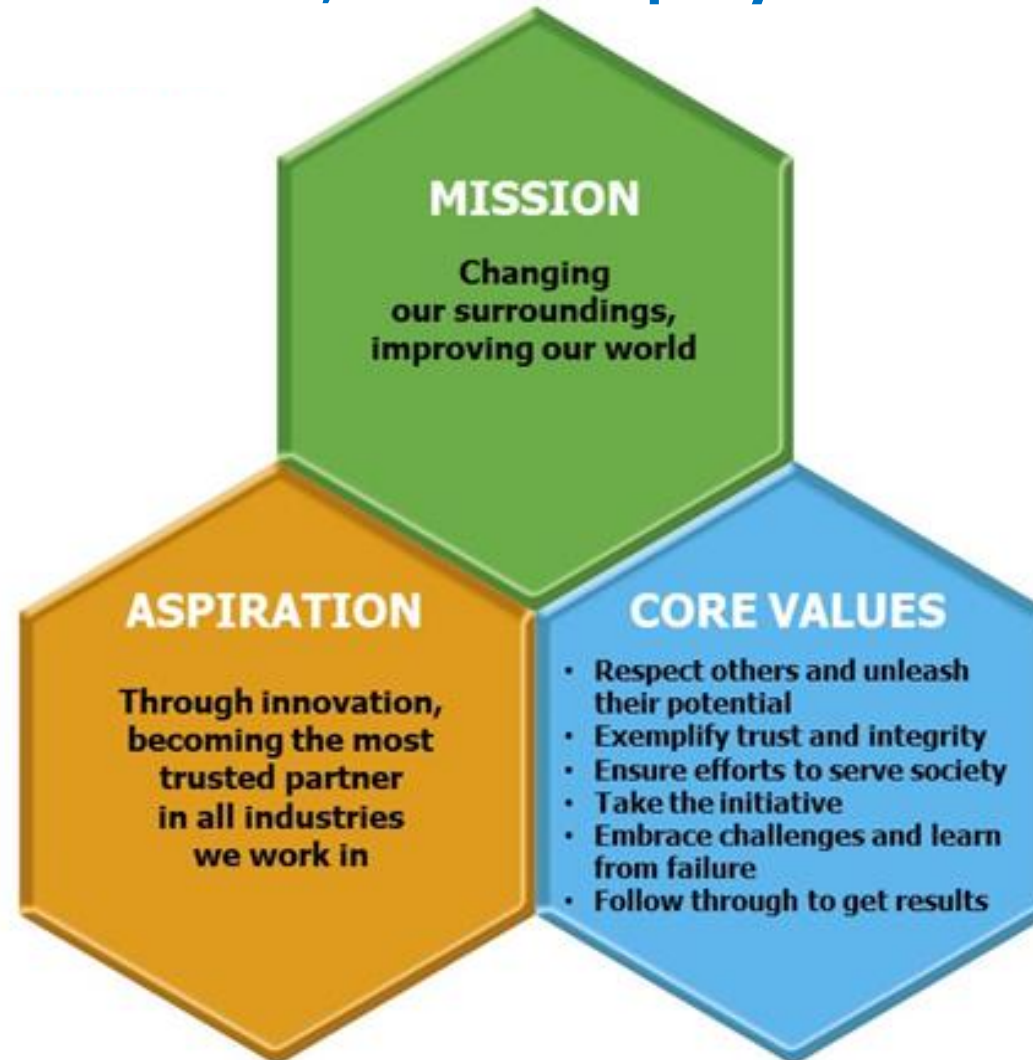 MISSION
Changing
our surroundings,
improving our world
ASPIRATION
Through innovation,
becoming the most
trusted partner
in all industries
we work in
CORE VALUES
• Respect others and unleash
their potential
• Exemplify trust and integrity
• Ensure efforts to serve society
• Take the initiative
• Embrace challenges and learn
from failure
• Follow through to get results